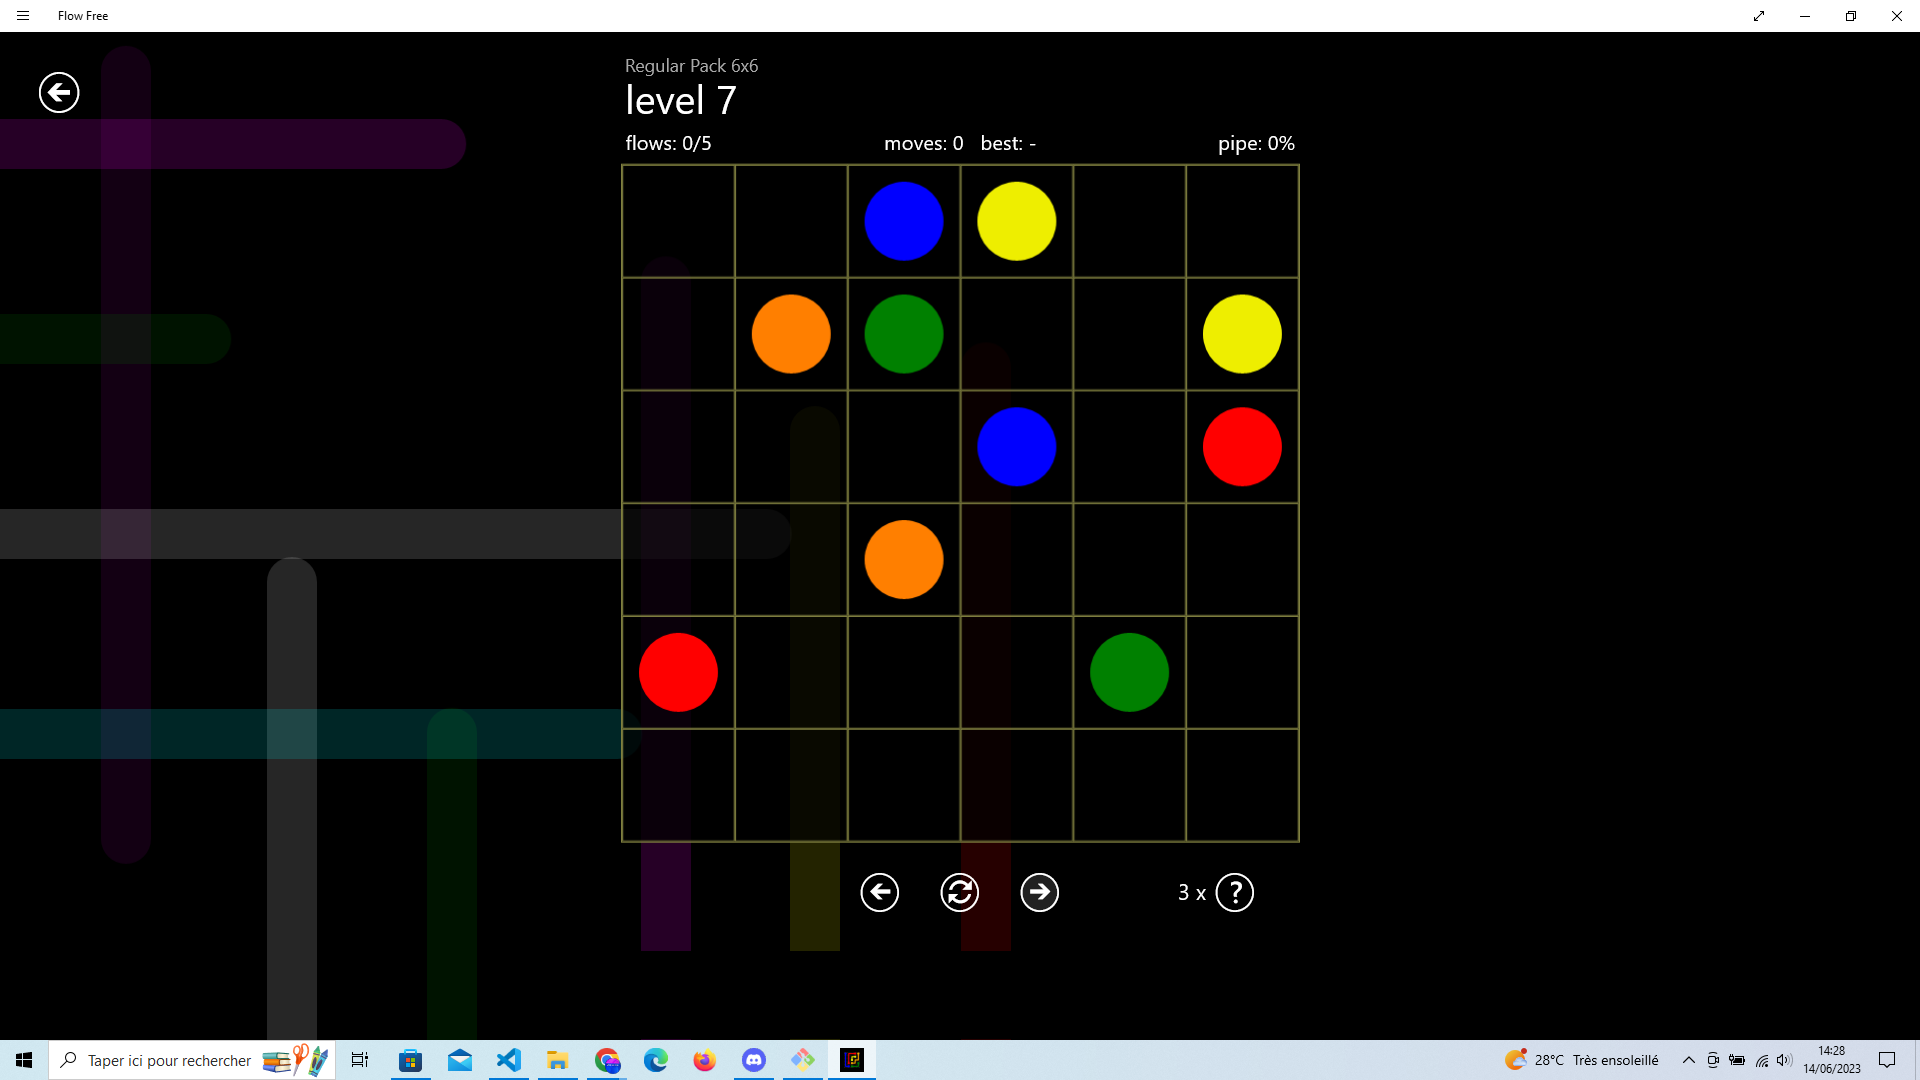 Flow Free
Regular Pack 6x6
level 7
flows: 0/5
moves: 0 best: -
pipe: 0%
3 x ?
Taper ici pour rechercher
28°C Très ensoleillé
14:28
14/06/2023